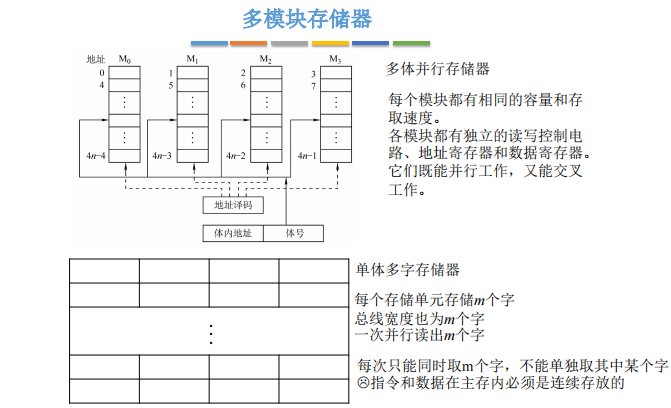 多模块存储器
地址 M0 M1 M2 M3
0 1 2 3
4 5 6 7
⋮ ⋮ ⋮ ⋮
⋮ ⋮ ⋮ ⋮
4n−4 4n−3 4n−2 4n−1
地址译码
体内地址 体号
多体并行存储器
每个模块都有相同的容量和存
取速度。
各模块都有独立的读写控制电
路、地址寄存器和数据寄存器。
它们既能并行工作，又能交叉
工作。
⋮
单体多字存储器
每个存储单元存储m个字
总线宽度也为m个字
一次并行读出m个字
每次只能同时取m个字，不能单独取其中某个字
☹指令和数据在主存内必须是连续存放的